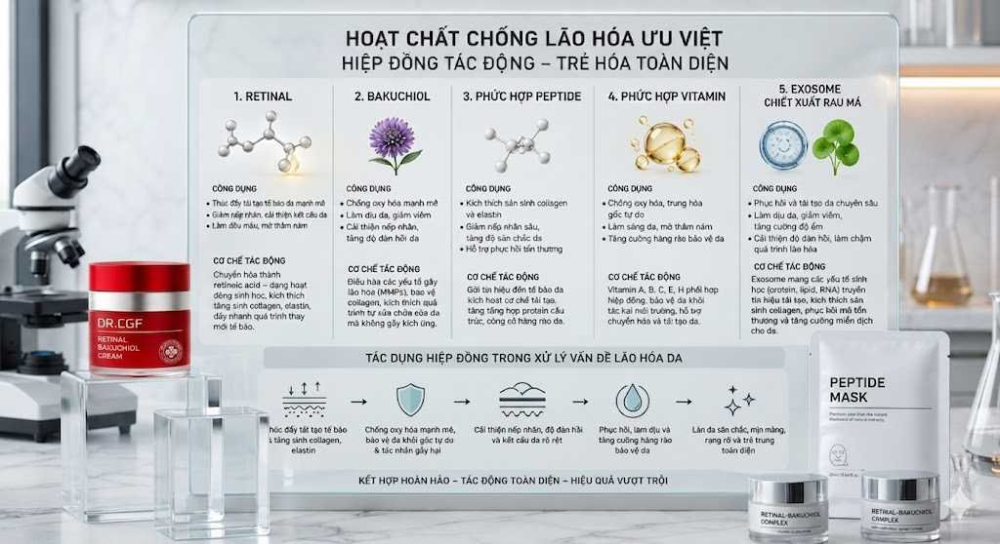 HOẠT CHẤT CHỐNG LÃO HÓA ƯU VIỆT
HIỆP ĐỒNG TÁC ĐỘNG – TRẺ HÓA TOÀN DIỆN
1. RETINAL
CÔNG DỤNG
• Thúc đẩy tái tạo tế bào da mạnh mẽ
• Giảm nếp nhăn, cải thiện kết cấu da
• Làm đều màu, mờ thâm nám
CƠ CHẾ TÁC ĐỘNG
Chuyển hóa thành
retineic acid – dạng hoạt
động sinh học, kích thích
tăng sinh collagen, elastin,
đẩy nhanh quá trình thay
mới tế bào.
2. BAKUCHIOL
CÔNG DỤNG
• Chống oxy hóa mạnh mẽ
• Làm dịu da, giảm viêm
• Cải thiện nếp nhăn,
tăng độ đàn hồi da
CƠ CHẾ TÁC ĐỘNG
Điều hòa các yếu tố gây
lão hoa (MMPs), bao vệ
collagen, kích thích quá
trình tự sửa chữa của da
mà không gây kích ứng.
3. PHỨC HỢP PEPTIDE
CÔNG DỤNG
• Kích thích sản sinh collagen
và elastin
• Giảm nếp nhăn sâu,
tăng độ săn chắc da
• Hỗ trợ phục hồi tổn thương
CƠ CHẾ TÁC ĐỘNG
Gửi tín hiệu đến tế bào da
kích hoạt cơ chế tái tạo,
tăng tổng hợp protein cấu
trúc, củng cố hàng rào da.
4. PHỨC HỢP VITAMIN
CÔNG DỤNG
• Chống oxy hóa, trung hòa
gốc tự do
• Làm sáng da, mờ thâm nám
• Tăng cường hàng rào bảo vệ da
CƠ CHẾ TÁC ĐỘNG
Vitamin A, B, C, E, H phối hợp
hiệp đồng, bảo vệ da khỏi
tác hại môi trường, hỗ trợ
chuyển hóa và tái tạo da.
5. EXOSOME
CHIẾT XUẤT RAU MÁ
CÔNG DỤNG
• Phục hồi và tái tạo da chuyên sâu
• Làm dịu da, giảm viêm,
tăng cường độ ẩm
• Cải thiện độ đàn hồi, làm chậm
quá trình lão hóa
CƠ CHẾ TÁC ĐỘNG
Exosome mang các yếu tố sinh
học (protein, lipid, RNA) truyền
tín hiệu tái tạo, kích thích sản
sinh collagen, phục hồi mô tổn
thương và tăng cường miễn dịch
cho da.
TÁC DỤNG HIỆP ĐỒNG TRONG XỬ LÝ VẤN ĐỀ LÃO HÓA DA
húc đẩy tái tạo tế bào
& tăng sinh collagen,
elastin
Chống oxy hóa mạnh mẽ,
bảo vệ da khỏi gốc tự do
& tác nhân gây hại
Cải thiện nếp nhăn, độ đàn hồi
và kết cấu da rõ rệt
Phục hồi, làm dịu và
tăng cường hàng rào
bảo vệ da
Làn da săn chắc, mịn màng,
rạng rỡ và trẻ trung
toàn diện
KẾT HỢP HOÀN HẢO – TÁC ĐỘNG TOÀN DIỆN – HIỆU QUẢ VƯỢT TRỘI
DR.CGF
RETINAL
BAKUCHIOL
CREAM
PEPTIDE
MASK
RETINAL-BAKUCHIOL
COMPLEX
RETRIAL-BAKUCHIOL
CRMPLEX